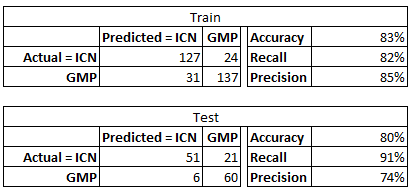 Train
Predicted = ICN GMP Accuracy 83%
Actual = ICN 127 24 Recall 82%
GMP 31 137 Precision 85%
Test
Predicted = ICN GMP Accuracy 80%
Actual = ICN 51 21 Recall 91%
GMP 6 60 Precision 74%